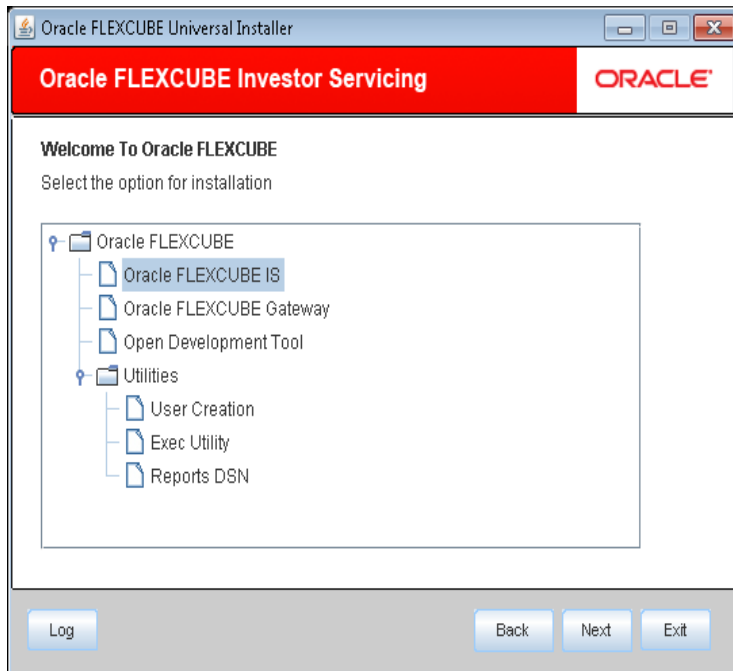 Oracle FLEXCUBE Universal Installer
Oracle FLEXCUBE Investor Servicing
ORACLE
Welcome To Oracle FLEXCUBE
Select the option for installation
Oracle FLEXCUBE
Oracle FLEXCUBE IS
Oracle FLEXCUBE Gateway
Open Development Tool
Utilities
User Creation
Exec Utility
Reports DSN
Log
Back
Next
Exit